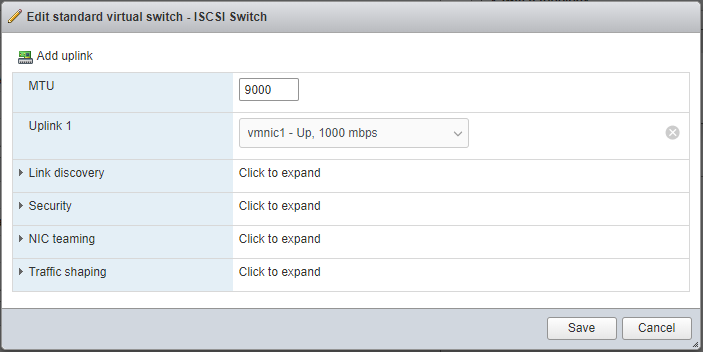 Edit standard virtual switch - ISCSI Switch
Add uplink
MTU 9000
Uplink 1 vmnic1 - Up, 1000 mbps
Link discovery Click to expand
Security Click to expand
NIC teaming Click to expand
Traffic shaping Click to expand
Save Cancel